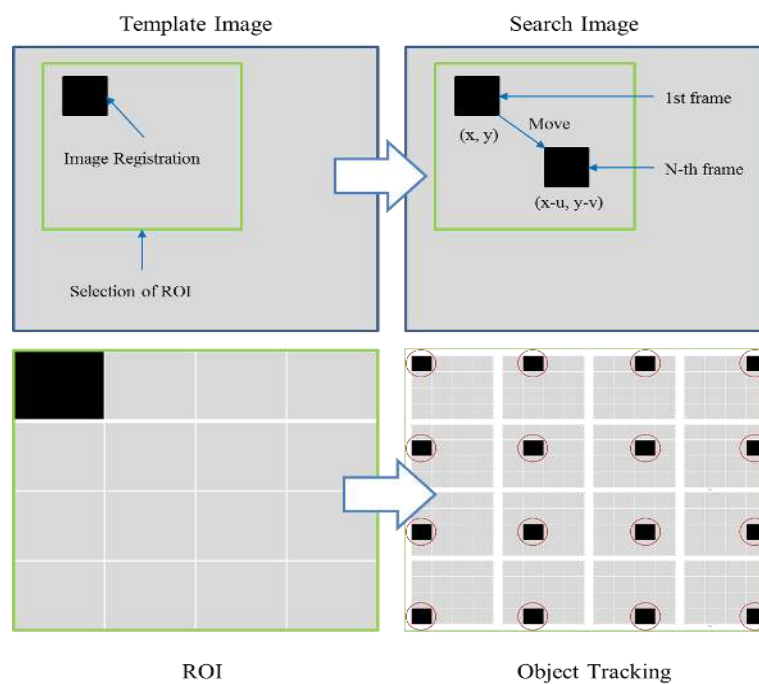 Template Image
Search Image
Image Registration
Selection of ROI
1st frame
(x, y)
Move
N-th frame
(x-u, y-v)
ROI
Object Tracking